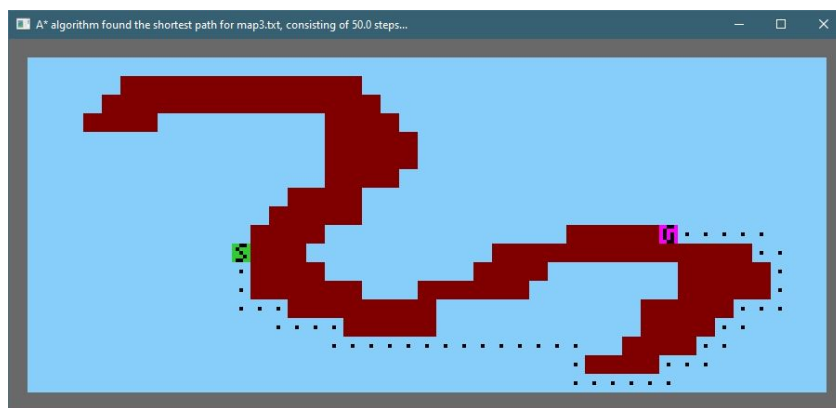 A* algorithm found the shortest path for map3.txt, consisting of 50.0 steps...
S
G